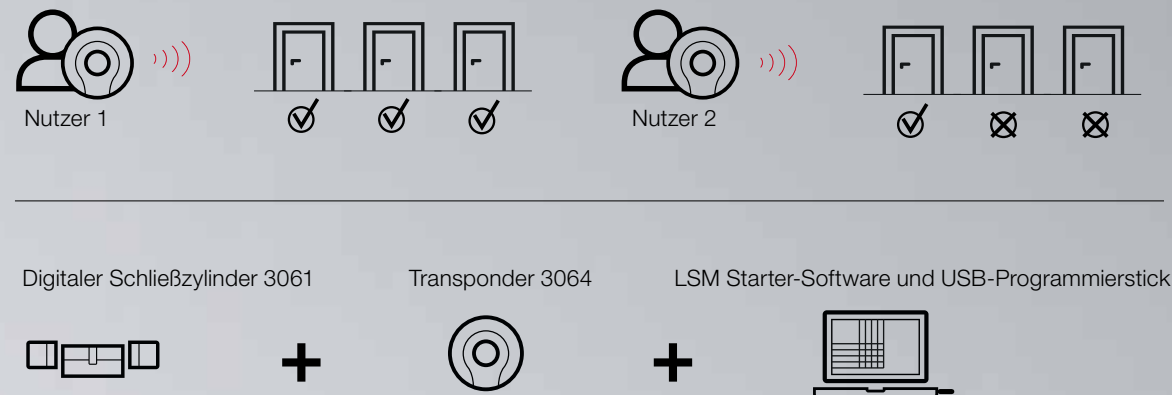 Nutzer 1
Nutzer 2
Digitaler Schließzylinder 3061
Transponder 3064
LSM Starter-Software und USB-Programmierstick